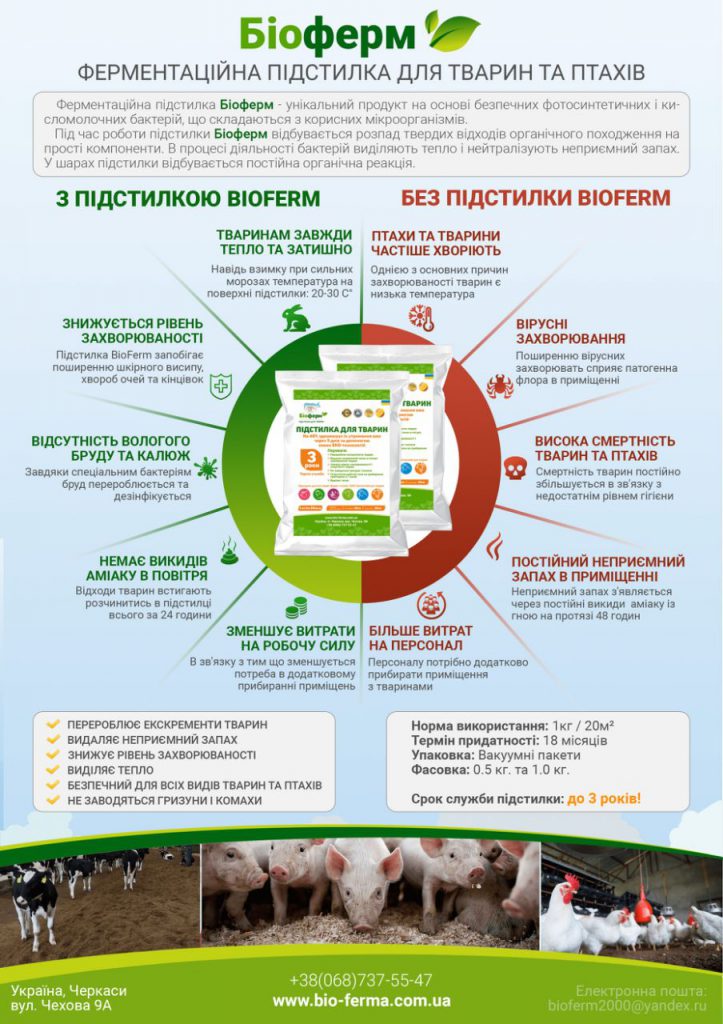 Біоферм
ФЕРМЕНТАЦІЙНА ПІДСТИЛКА ДЛЯ ТВАРИН ТА ПТАХІВ
Ферментаційна підстилка Біоферм - унікальний продукт на основі безпечних фотосинтетичних і ки-
сломолочних бактерій, що складаються з корисних мікроорганізмів.
Під час роботи підстилки Біоферм відбувається розпад твердих відходів органічного походження на
прості компоненти. В процесі діяльності бактерій виділяють тепло і нейтралізують неприємний запах.
У шарах підстилки відбувається постійна органічна реакція.
З ПІДСТИЛКОЮ BIOFERM
ТВАРИНАМ ЗАВЖДИ
ТЕПЛО ТА ЗАТИШНО
Навідь взимку при сильних
морозах температура на
поверхні підстилки: 20-30 С°
ЗНИЖУЄТЬСЯ РІВЕНЬ
ЗАХВОРЮВАНОСТІ
Підстилка BioFerm запобігає
поширенню шкірного висипу,
хвороб очей та кінцівок
ВІДСУТНІСТЬ ВОЛОГОГО
БРУДУ ТА КАЛЮЖ
Завдяки спеціальним бактеріям
бруд переробляється та
дезінфікується
НЕМАЄ ВИКИДІВ
АМІАКУ В ПОВІТРЯ
Відходи тварин встигають
розчинитись в підстилці
всього за 24 години
ЗМЕНШУЄ ВИТРАТИ
НА РОБОЧУ СИЛУ
В зв'язку з тим що зменшується
потреба в додатковому
прибиранні приміщень
БЕЗ ПІДСТИЛКИ BIOFERM
ПТАХИ ТА ТВАРИНИ
ЧАСТІШЕ ХВОРІЮТЬ
Однією з основних причин
захворюваності тварин є
низька температура
ВІРУСНІ
ЗАХВОРЮВАННЯ
Поширенню вірусних
захворювать сприяє патогенна
флора в приміщенні
ВИСОКА СМЕРТНІСТЬ
ТВАРИН ТА ПТАХІВ
Смертність тварин постійно
збільшується в зв'язку з
недостатнім рівнем гігієни
ПОСТІЙНИЙ НЕПРИЄМНИЙ
ЗАПАХ В ПРИМІЩЕННІ
Неприємний запах з'являється
через постійні викиди аміаку із
гною на протязі 48 годин
БІЛЬШЕ ВИТРАТ
НА ПЕРСОНАЛ
Персоналу потрібно додатково
прибирати приміщення
з тваринами
Біоферм
ПІДСТИЛКА ДЛЯ ТВАРИН
3
роки
ПЕРЕРОБЛЮЄ ЕКСКРЕМЕНТИ ТВАРИН
ВИДАЛЯЄ НЕПРИЄМНИЙ ЗАПАХ
ЗНИЖУЄ РІВЕНЬ ЗАХВОРЮВАНОСТІ
ВИДІЛЯЄ ТЕПЛО
БЕЗПЕЧНИЙ ДЛЯ ВСІХ ВИДІВ ТВАРИН ТА ПТАХІВ
НЕ ЗАВОДЯТЬСЯ ГРИЗУНИ І КОМАХИ
Норма використання: 1кг / 20м²
Термін придатності: 18 місяців
Упаковка: Вакуумні пакети
Фасовка: 0.5 кг. та 1.0 кг.
Срок служби підстилки: до 3 років!
Україна, Черкаси
вул. Чехова 9А
+38(068)737-55-47
www.bio-ferma.com.ua
Електронна пошта:
bioferm2000@yandex.ru